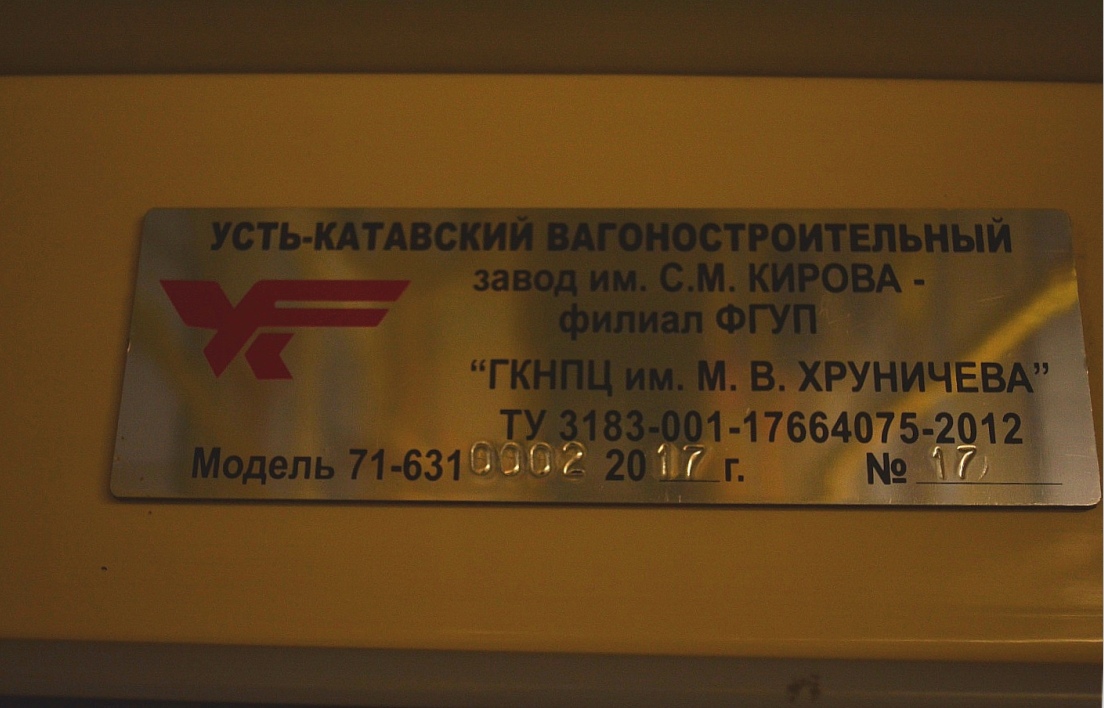 УСТЬ-КАТАВСКИЙ ВАГОНОСТРОИТЕЛЬНЫЙ
завод им. С.М. КИРОВА -
филиал ФГУП
“ГКНПЦ им. М. В. ХРУНИЧЕВА”
ТУ 3183-001-17664075-2012
Модель 71-631 0002 2017 г. № 17